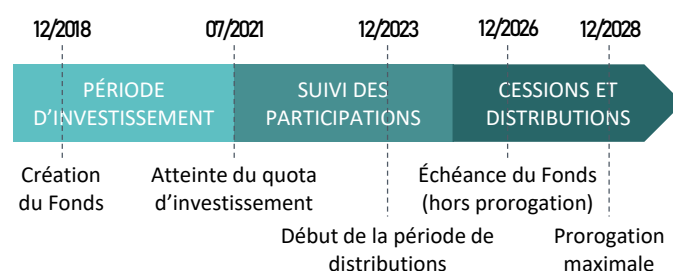 12/2018 07/2021 12/2023 12/2026 12/2028
PÉRIODE
D'INVESTISSEMENT
SUIVI DES
PARTICIPATIONS
CESSIONS ET
DISTRIBUTIONS
Création
du Fonds
Atteinte du quota
d'investissement
Échéance du Fonds
(hors prorogation)
Début de la période de
distributions
Prorogation
maximale